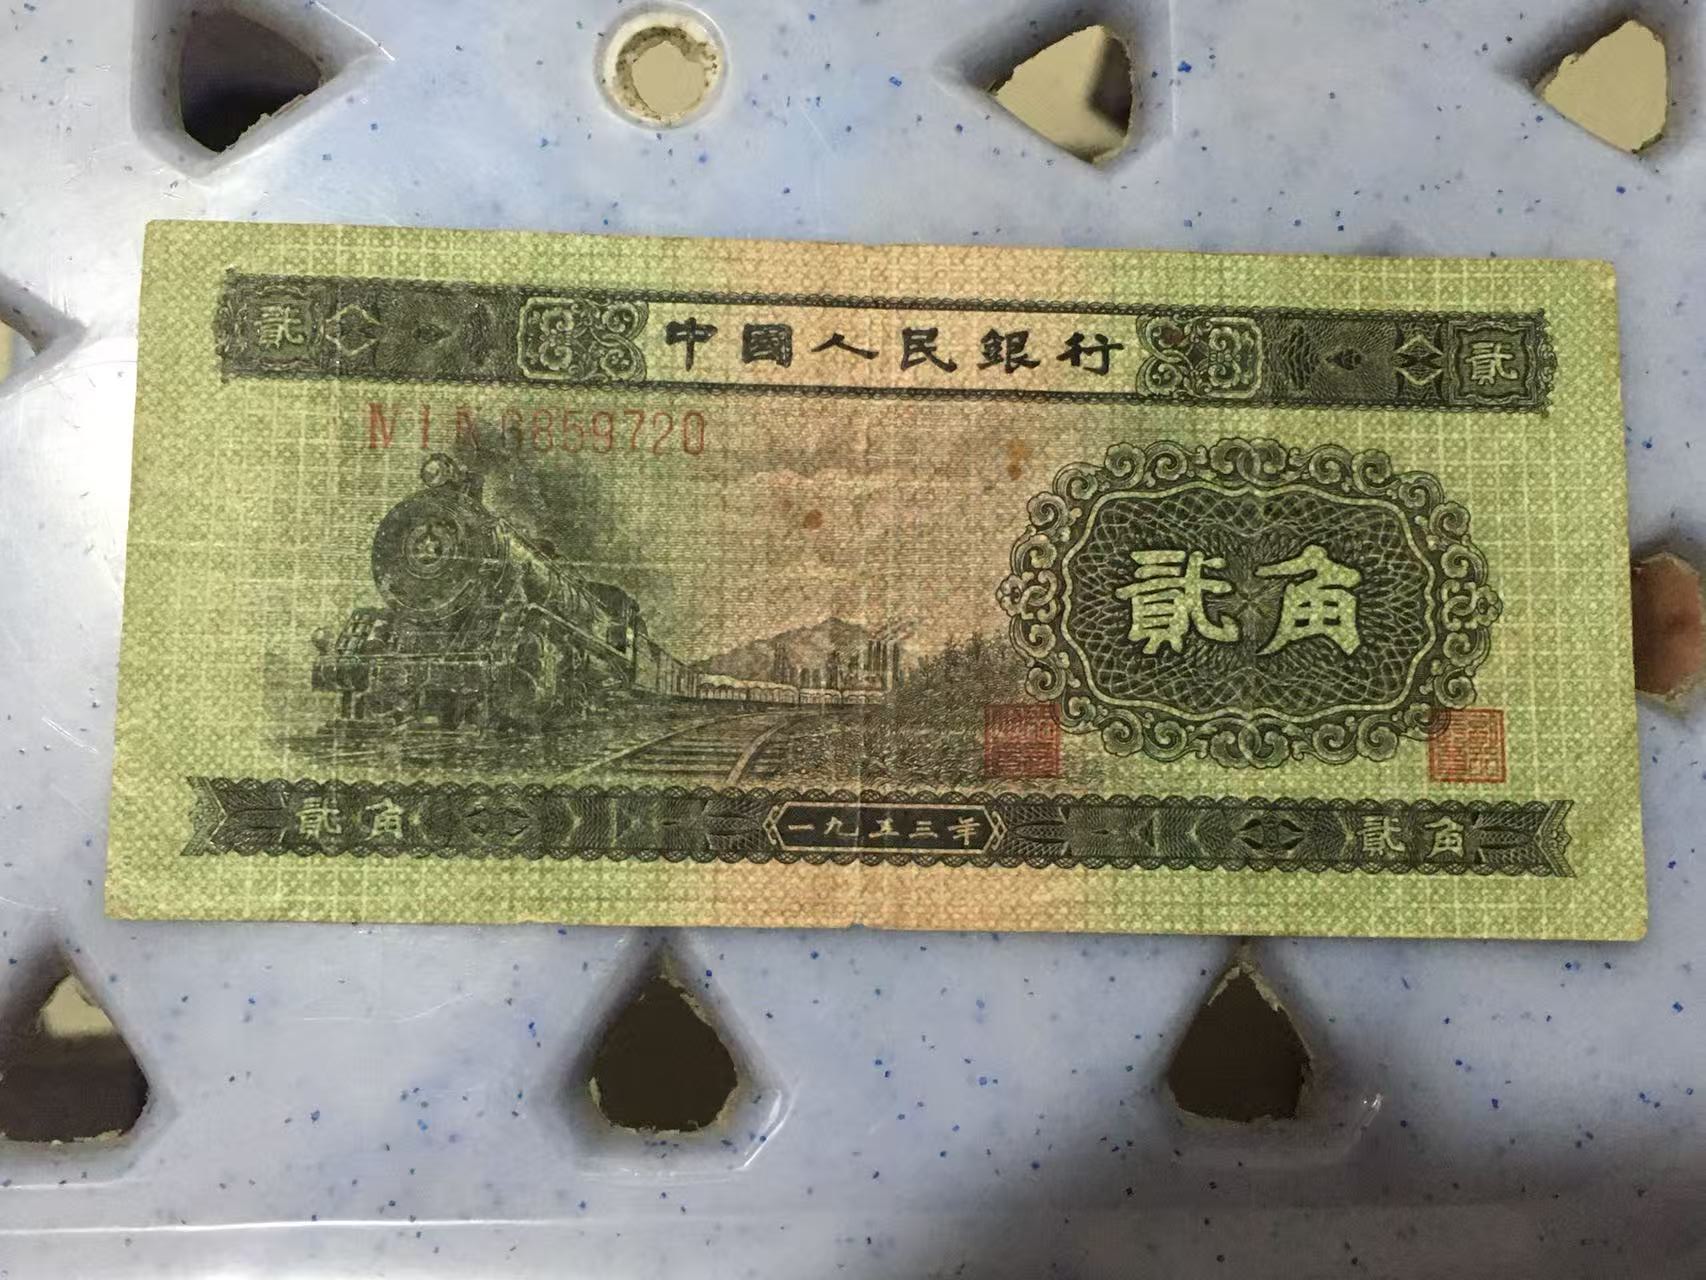 貳 中國人民銀行 貳
6859720
貳角
貳角 一九五三年 貳角